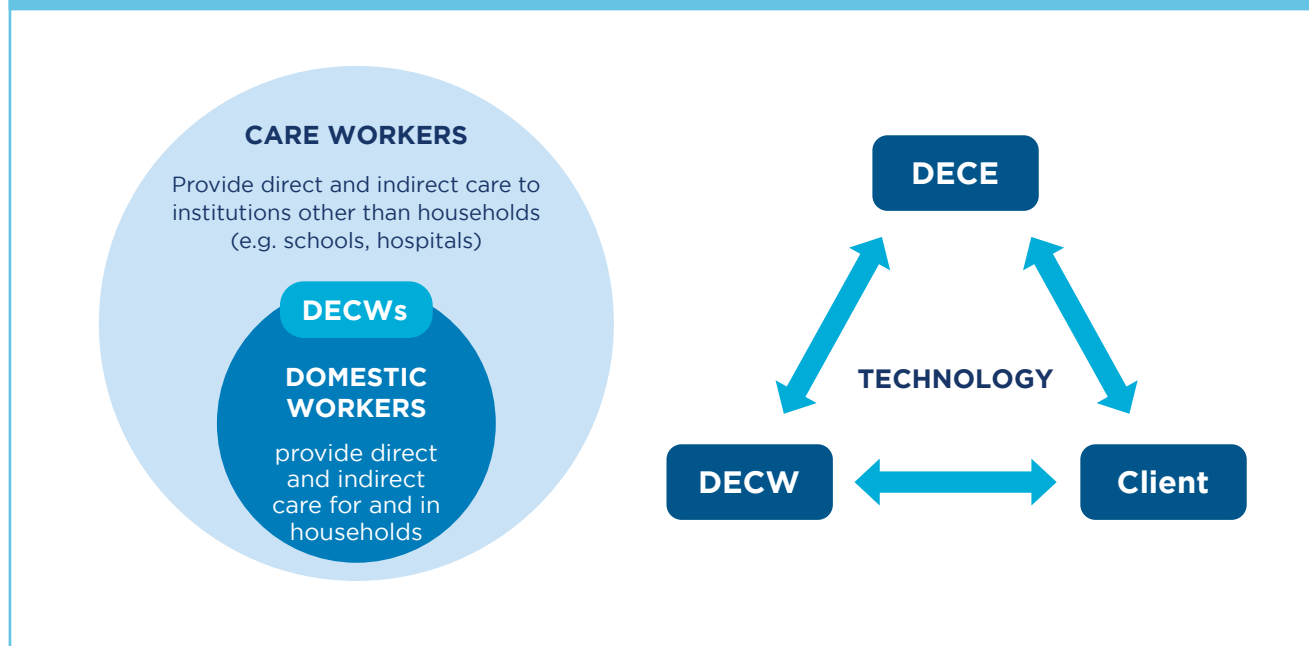 CARE WORKERS
Provide direct and indirect care to
institutions other than households
(e.g. schools, hospitals)
DECWs
DOMESTIC
WORKERS
provide direct
and indirect
care for and in
households
DECE
TECHNOLOGY
DECW
Client